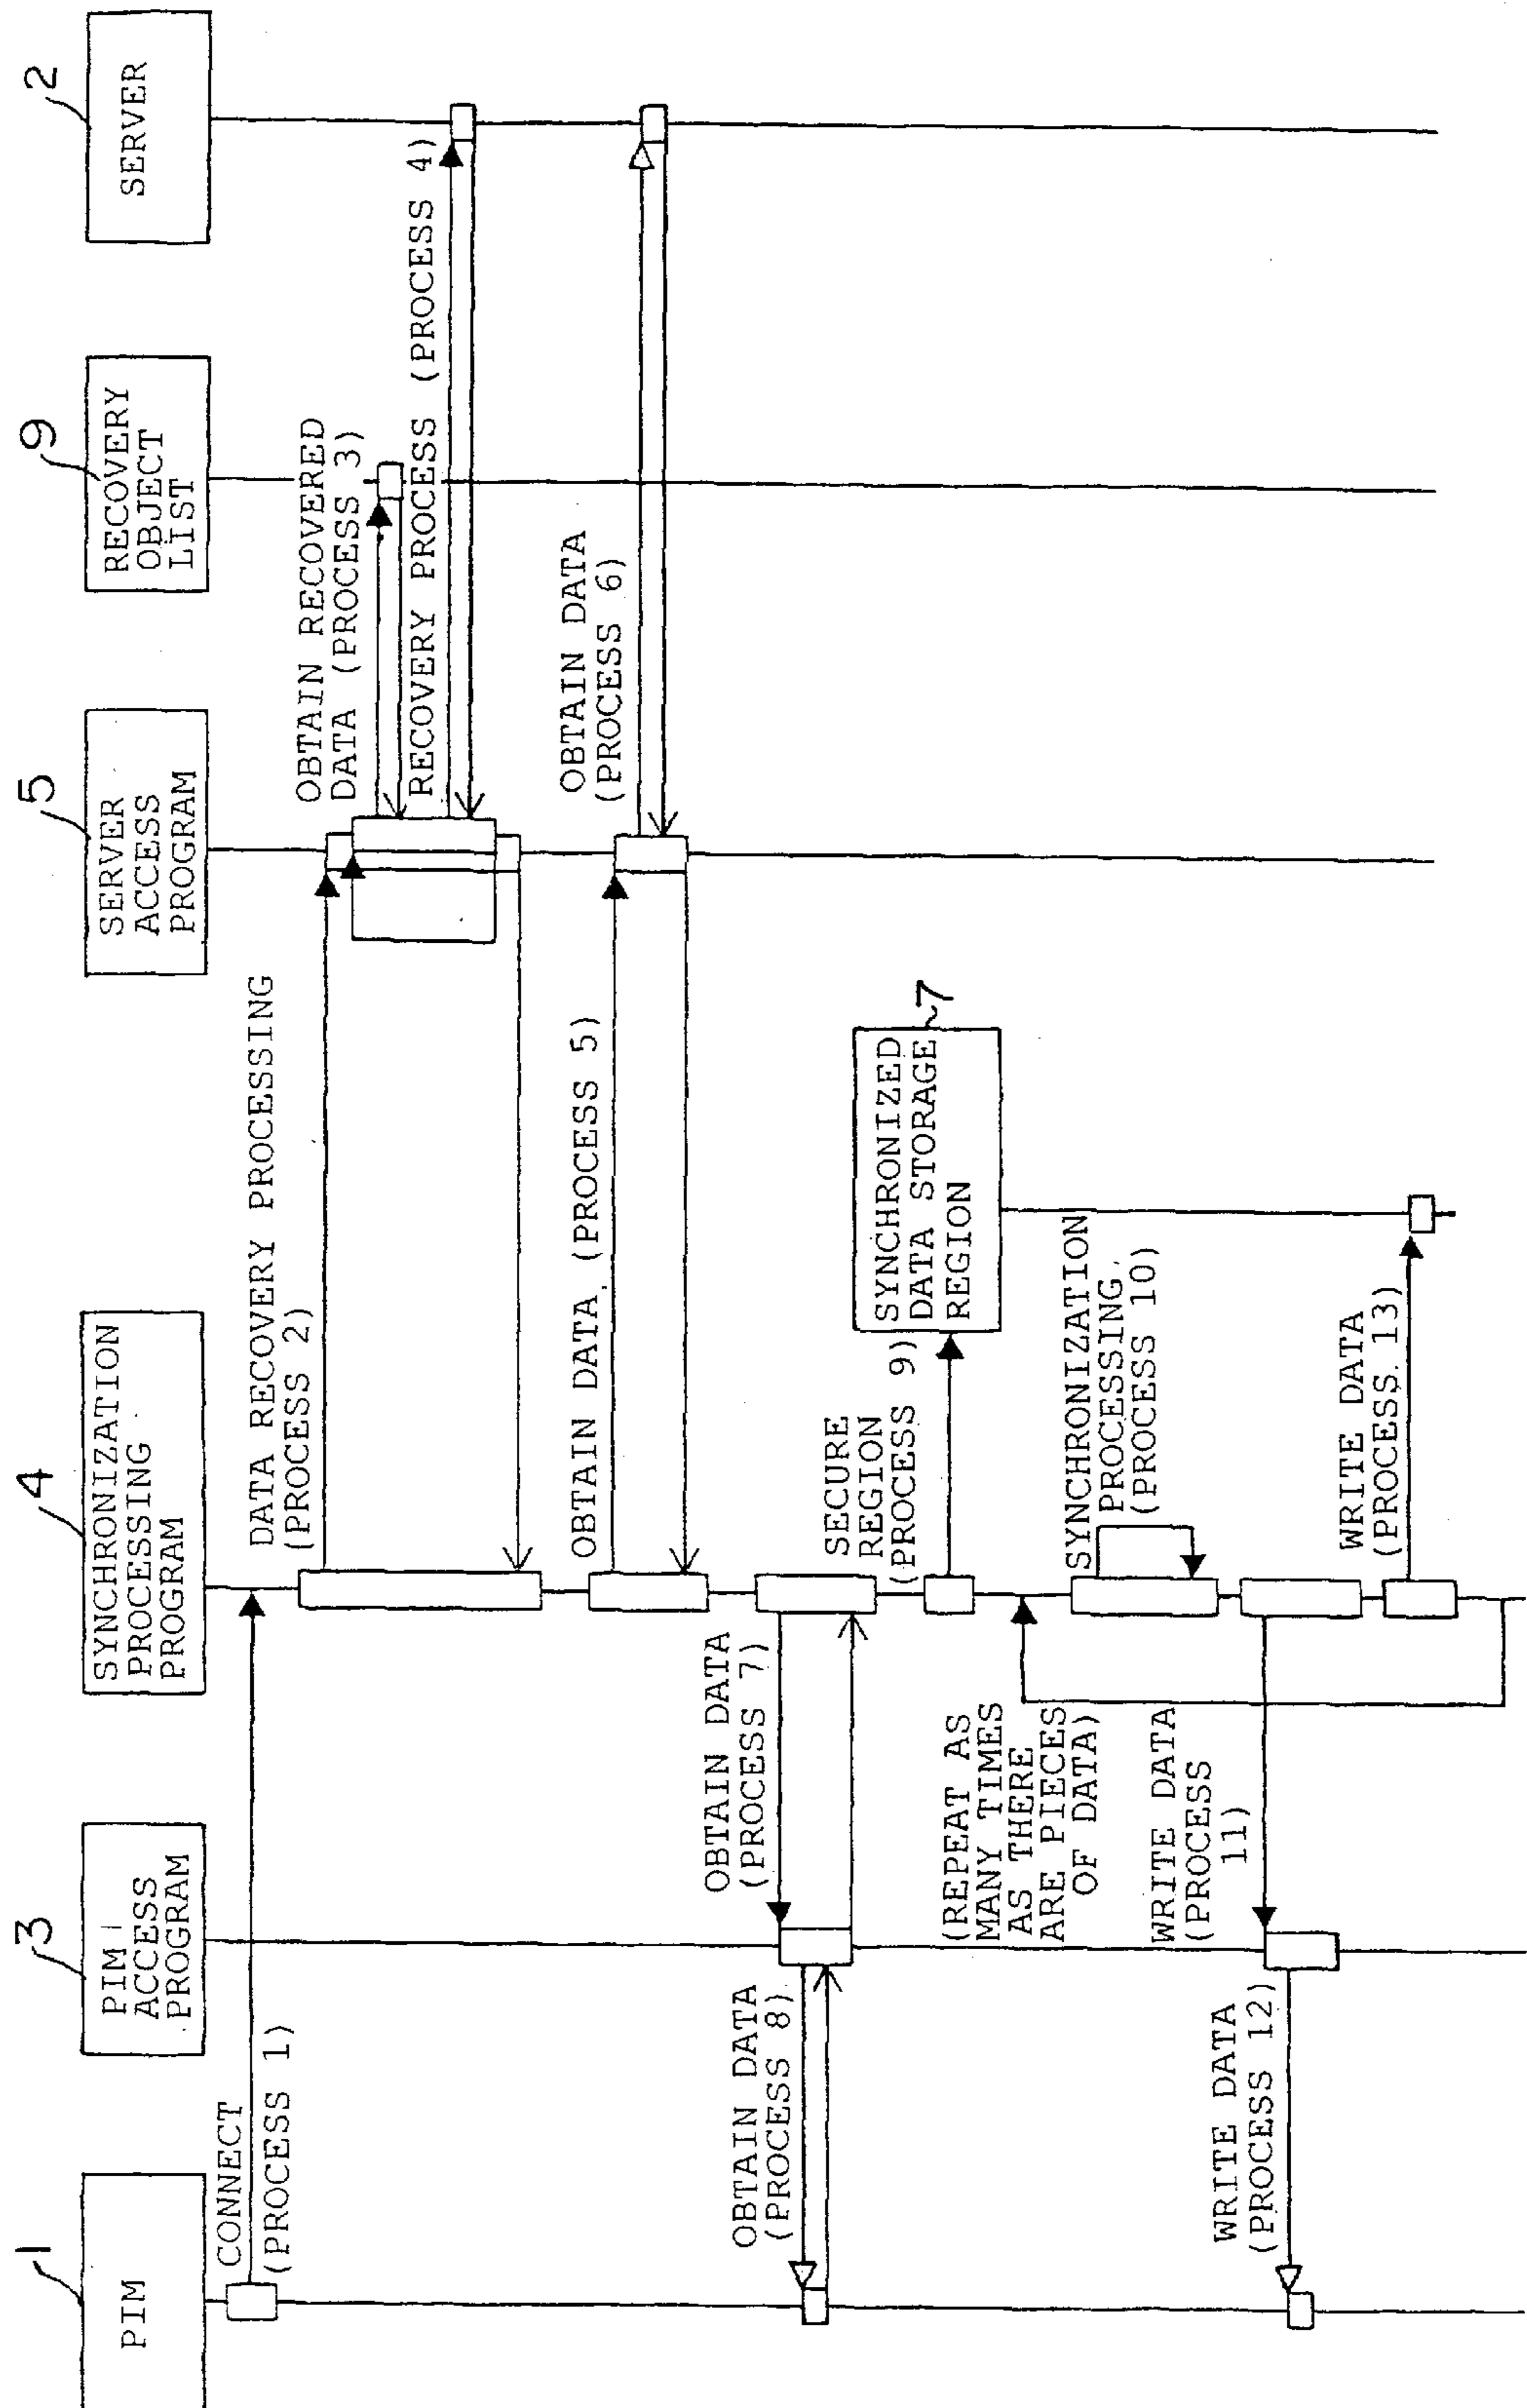 1
PIM
3
PIM
ACCESS
PROGRAM
4
SYNCHRONIZATION
PROCESSING
PROGRAM
5
SERVER
ACCESS
PROGRAM
9
RECOVERY
OBJECT
LIST
2
SERVER
CONNECT
(PROCESS 1)
DATA RECOVERY PROCESSING
(PROCESS 2)
OBTAIN RECOVERED
DATA (PROCESS 3)
RECOVERY PROCESS (PROCESS 4)
OBTAIN DATA (PROCESS 5)
OBTAIN DATA
(PROCESS 6)
OBTAIN DATA
(PROCESS 7)
OBTAIN DATA
(PROCESS 8)
SECURE
REGION
(PROCESS 9)
SYNCHRONIZED
DATA STORAGE
REGION
7
(REPEAT AS
MANY TIMES
AS THERE
ARE PIECES
OF DATA)
SYNCHRONIZATION
PROCESSING
(PROCESS 10)
WRITE DATA
(PROCESS
11)
WRITE DATA
(PROCESS 12)
WRITE DATA
(PROCESS 13)